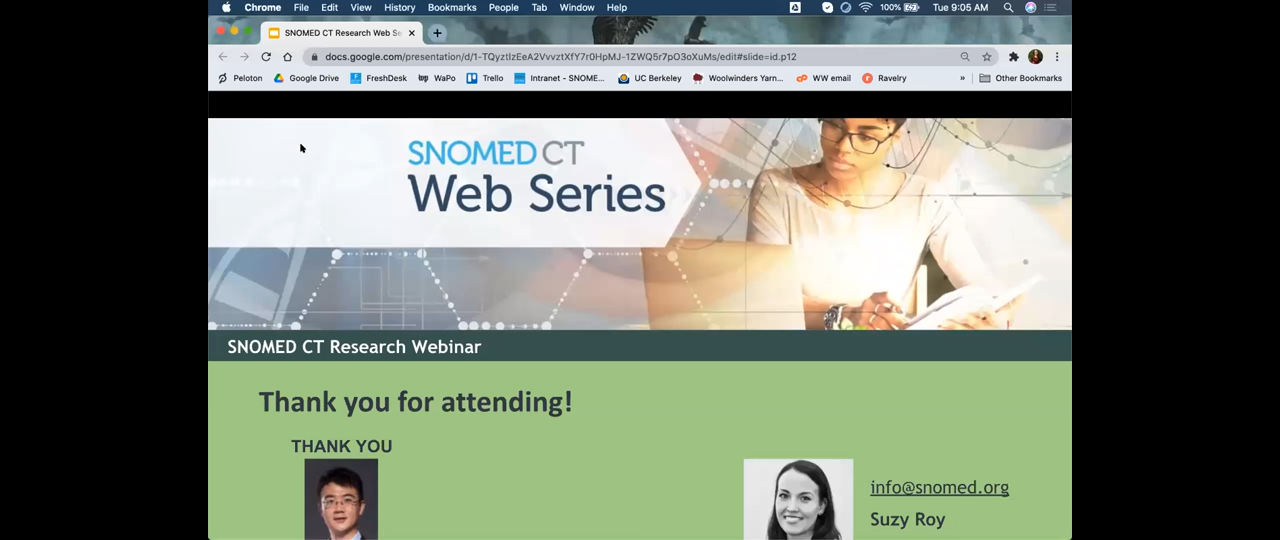 Chrome File Edit View History Bookmarks People Tab Window Help 100% Tue 9:05 AM
SNOMED CT Research Web Se
docs.google.com/presentation/d/1-TQyztIzEeA2VvvztXfY7r0HpMJ-1ZWQ5r7pO3oXuMs/edit#slide=id.p12
Peloton Google Drive FreshDesk WaPo Trello Intranet - SNOME... UC Berkeley Woolwinders Yarn... WW email Ravelry » Other Bookmarks
SNOMED CT
Web Series
SNOMED CT Research Webinar
Thank you for attending!
THANK YOU
info@snomed.org
Suzy Roy